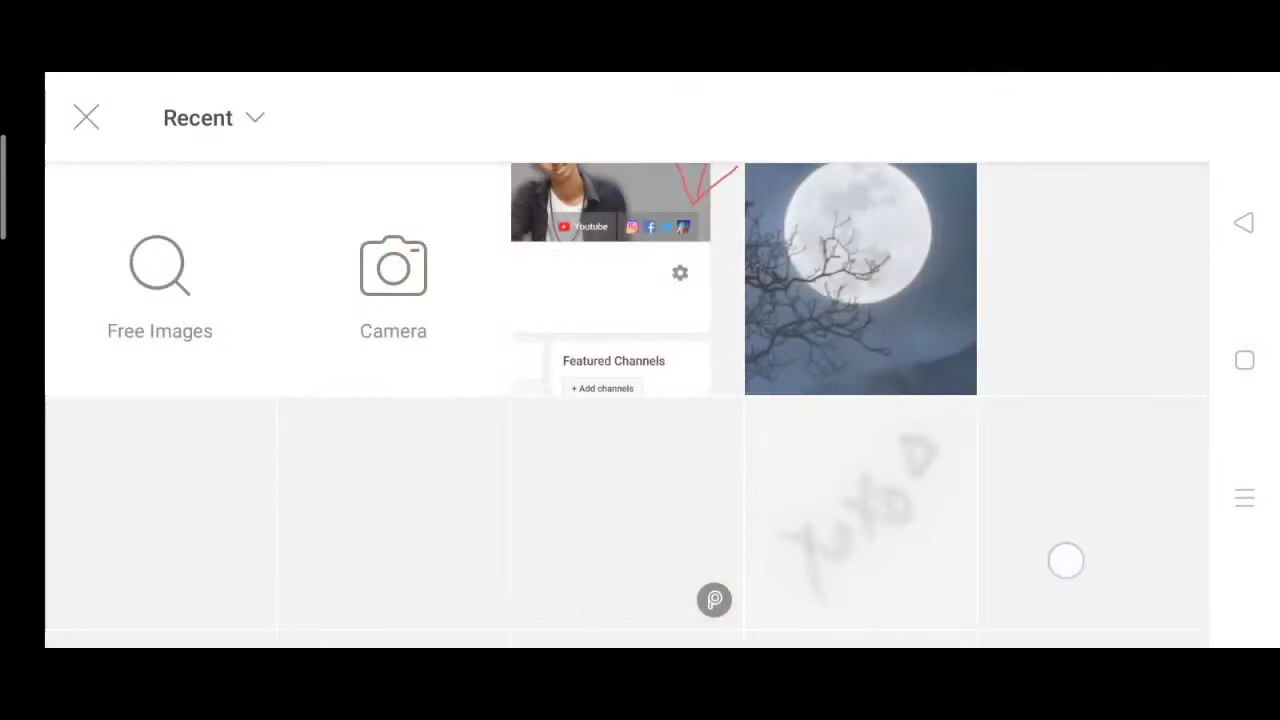 Recent
Free Images
Camera
Youtube
Featured Channels
+ Add channels